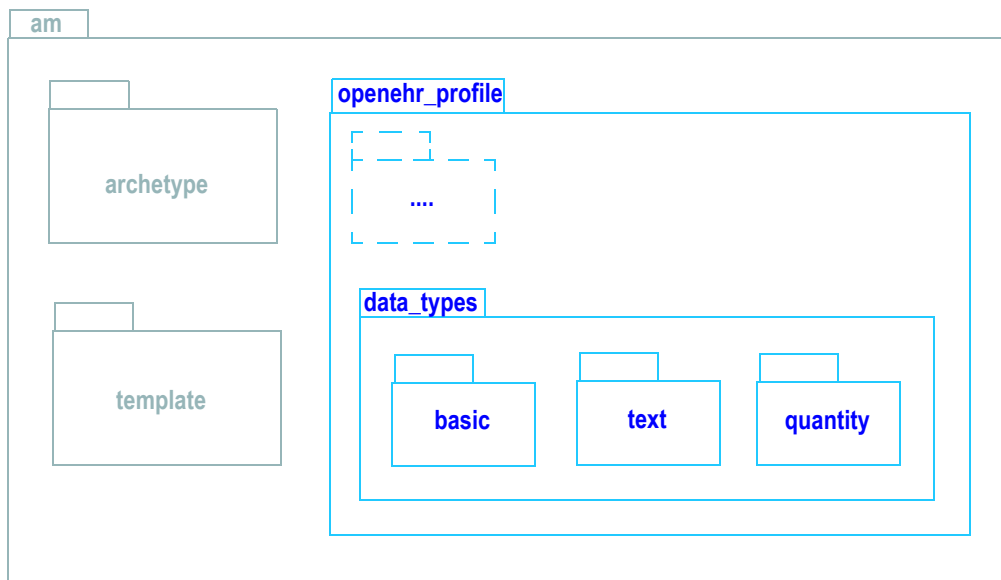 am
openehr_profile
archetype
....
data_types
template
basic
text
quantity